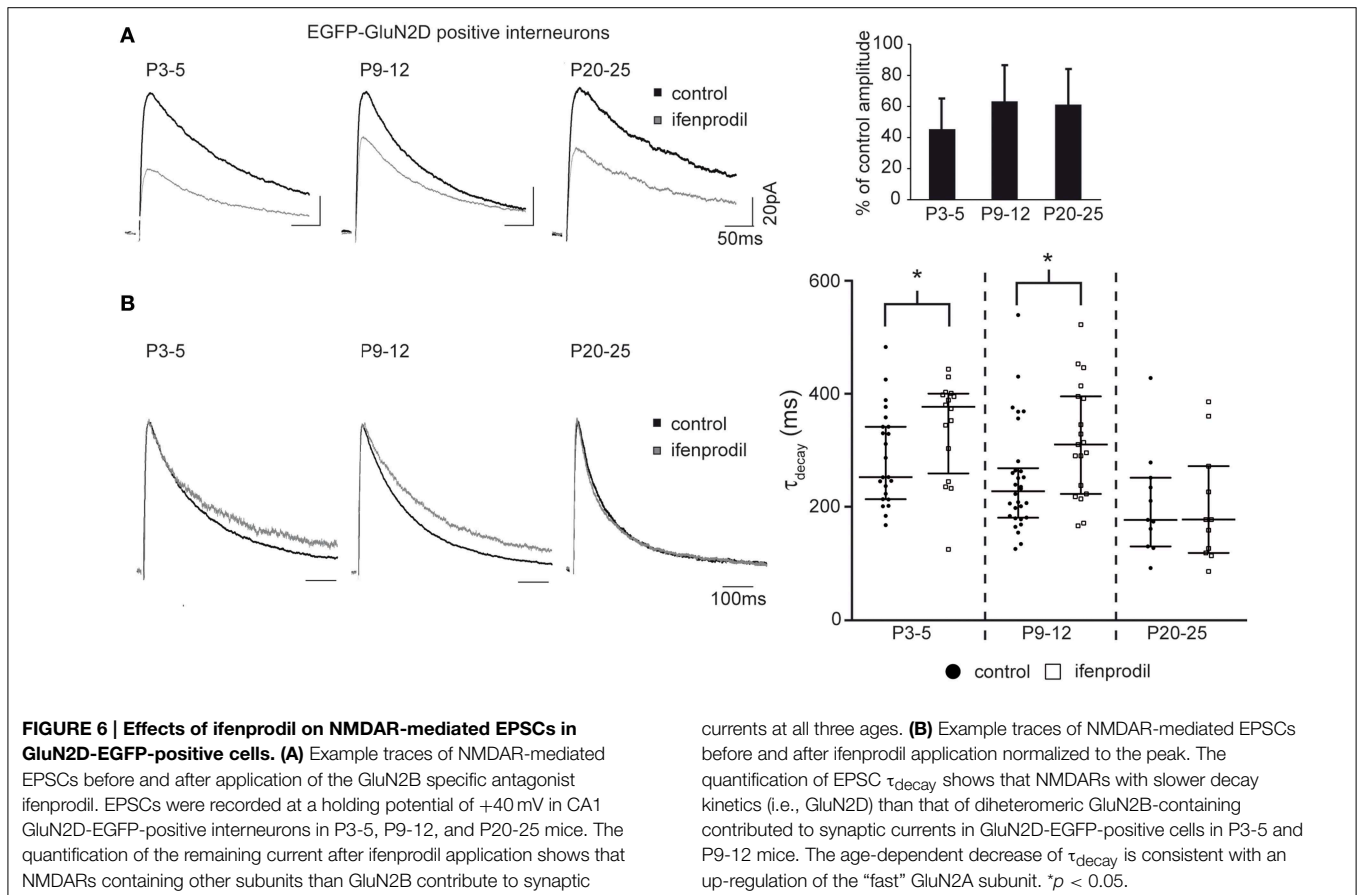 A
EGFP-GluN2D positive interneurons
P3-5
P9-12
P20-25
control
ifenprodil
20pA
50ms
% of control amplitude
100
80
60
40
20
0
P3-5
P9-12
P20-25
B
P3-5
P9-12
P20-25
control
ifenprodil
100ms
τdecay (ms)
600
400
200
0
*
*
P3-5
P9-12
P20-25
control
ifenprodil
FIGURE 6 | Effects of ifenprodil on NMDAR-mediated EPSCs in
GluN2D-EGFP-positive cells. (A) Example traces of NMDAR-mediated
EPSCs before and after application of the GluN2B specific antagonist
ifenprodil. EPSCs were recorded at a holding potential of +40 mV in CA1
GluN2D-EGFP-positive interneurons in P3-5, P9-12, and P20-25 mice. The
quantification of the remaining current after ifenprodil application shows that
NMDARs containing other subunits than GluN2B contribute to synaptic
currents at all three ages. (B) Example traces of NMDAR-mediated EPSCs
before and after ifenprodil application normalized to the peak. The
quantification of EPSC τdecay shows that NMDARs with slower decay
kinetics (i.e., GluN2D) than that of diheteromeric GluN2B-containing
contributed to synaptic currents in GluN2D-EGFP-positive cells in P3-5 and
P9-12 mice. The age-dependent decrease of τdecay is consistent with an
up-regulation of the “fast” GluN2A subunit. *p < 0.05.